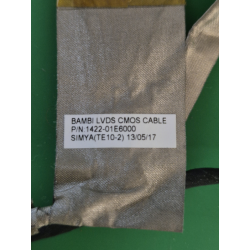 BAMBI LVDS CMOS CABLE
P/N:1422-01E6000
SIMYA(TE10-2) 13/05/17